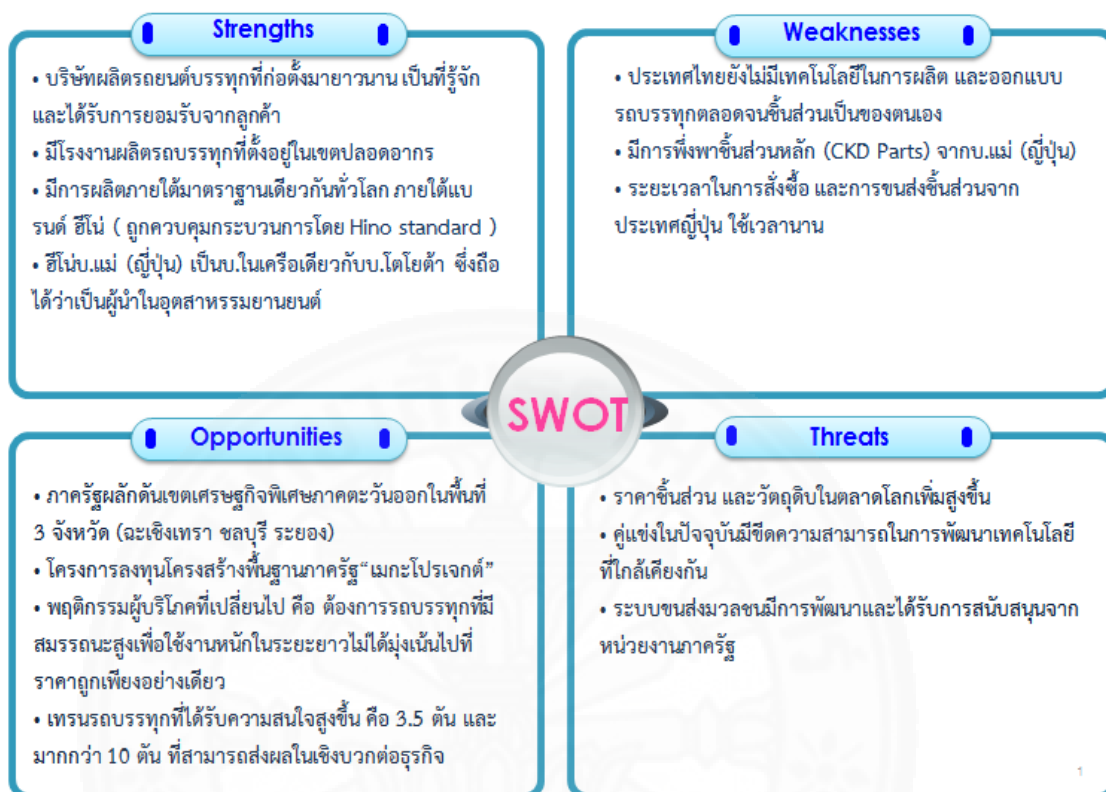 Strengths
• บริษัทผลิตรถยนต์บรรทุกที่ก่อตั้งมายาวนาน เป็นที่รู้จัก
และได้รับการยอมรับจากลูกค้า
• มีโรงงานผลิตรถบรรทุกที่ตั้งอยู่ในเขตปลอดอากร
• มีการผลิตภายใต้มาตราฐานเดียวกันทั่วโลก ภายใต้แบ
รนด์ ฮีโน่ ( ถูกควบคุมกระบวนการโดย Hino standard )
• ฮีโน่บ.แม่ (ญี่ปุ่น) เป็นบ.ในเครือเดียวกับบ.โตโยต้า ซึ่งถือ
ได้ว่าเป็นผู้นำในอุตสาหรรมยานยนต์
Weaknesses
• ประเทศไทยยังไม่มีเทคโนโลยีในการผลิต และออกแบบ
รถบรรทุกตลอดจนชิ้นส่วนเป็นของตนเอง
• มีการพึ่งพาชิ้นส่วนหลัก (CKD Parts) จากบ.แม่ (ญี่ปุ่น)
• ระยะเวลาในการสั่งซื้อ และการขนส่งชิ้นส่วนจาก
ประเทศญี่ปุ่น ใช้เวลานาน
SWOT
Opportunities
• ภาครัฐผลักดันเขตเศรษฐกิจพิเศษภาคตะวันออกในพื้นที่
3 จังหวัด (ฉะเชิงเทรา ชลบุรี ระยอง)
• โครงการลงทุนโครงสร้างพื้นฐานภาครัฐ“เมกะโปรเจกต์”
• พฤติกรรมผู้บริโภคที่เปลี่ยนไป คือ ต้องการรถบรรทุกที่มี
สมรรถนะสูงเพื่อใช้งานหนักในระยะยาวไม่ได้มุ่งเน้นไปที่
ราคาถูกเพียงอย่างเดียว
• เทรนรถบรรทุกที่ได้รับความสนใจสูงขึ้น คือ 3.5 ตัน และ
มากกว่า 10 ตัน ที่สามารถส่งผลในเชิงบวกต่อธุรกิจ
Threats
• ราคาชิ้นส่วน และวัตถุดิบในตลาดโลกเพิ่มสูงขึ้น
• คู่แข่งในปัจจุบันมีขีดความสามารถในการพัฒนาเทคโนโลยี
ที่ใกล้เคียงกัน
• ระบบขนส่งมวลชนมีการพัฒนาและได้รับการสนับสนุนจาก
หน่วยงานภาครัฐ
1